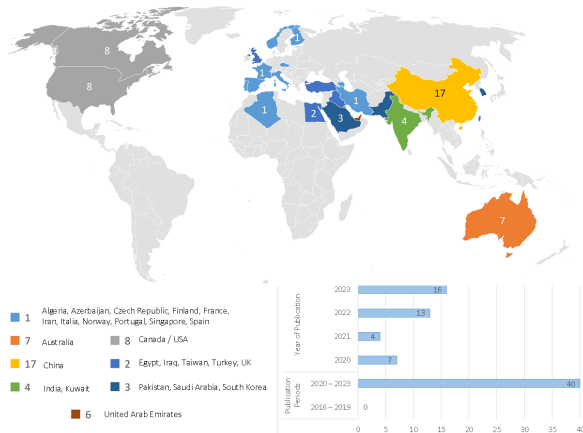 8
8
1
1
1
1
2
3
4
17
7
1 Algeria, Azerbaijan, Czech Republic, Finland, France,
Iran, Italy, Norway, Portugal, Singapore, Spain
7 Australia
8 Canada / USA
17 China
2 Egypt, Iraq, Taiwan, Turkey, UK
4 India, Kuwait
3 Pakistan, Saudi Arabia, South Korea
6 United Arab Emirates
Year of Publication
2023 16
2022 13
2021 4
2020 7
Publication
Periods
2020 – 2023 40
2016 – 2019 0
0 5 10 15 20 25 30 35 40